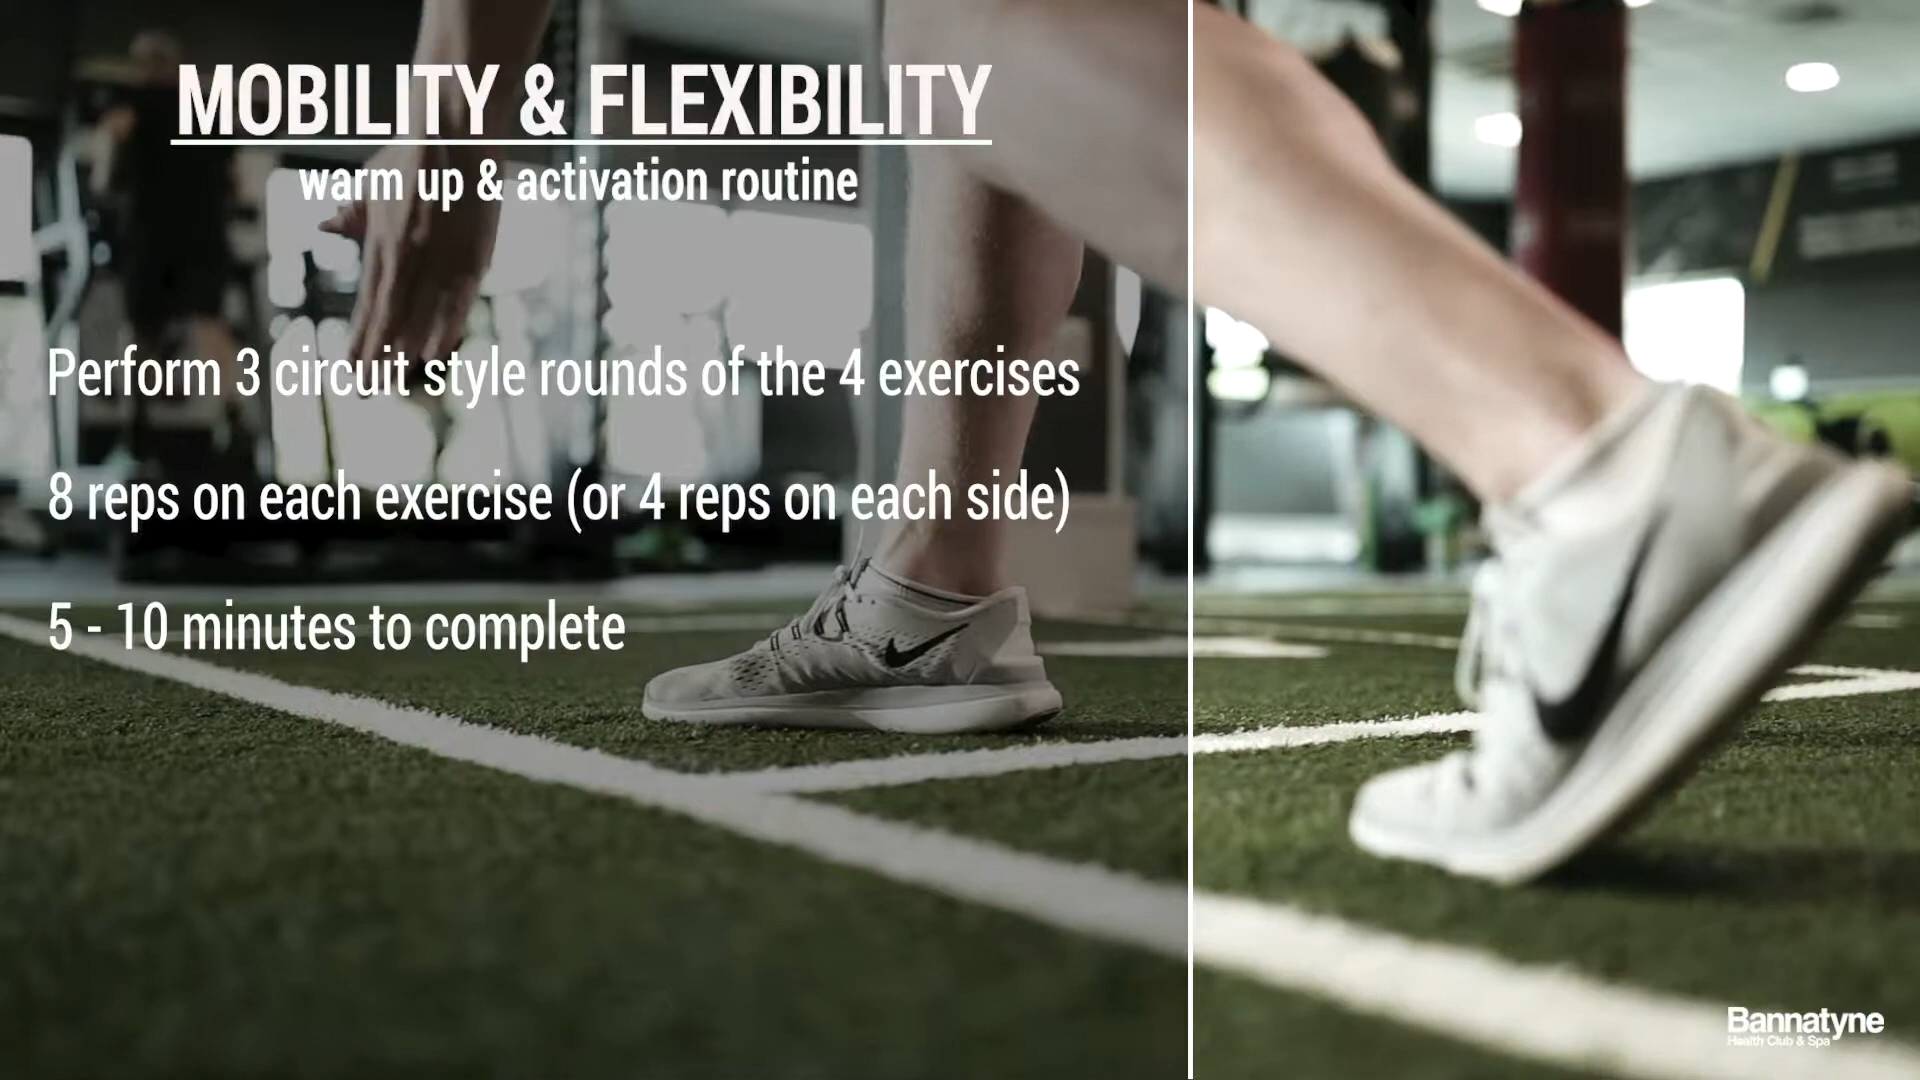 MOBILITY & FLEXIBILITY
warm up & activation routine
Perform 3 circuit style rounds of the 4 exercises
8 reps on each exercise (or 4 reps on each side)
5 - 10 minutes to complete
Bannatyne
Health Club & Spa